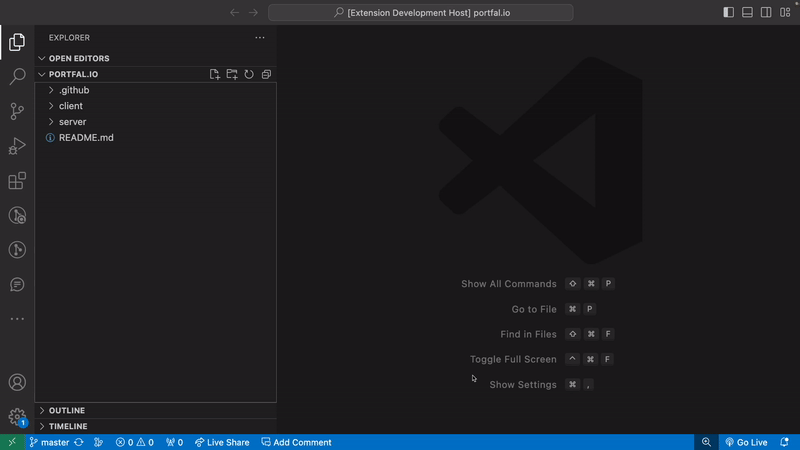 [Extension Development Host] portfal.io
EXPLORER
OPEN EDITORS
PORTFAL.IO
.github
client
server
README.md
Show All Commands ⇧ ⌘ P
Go to File ⌘ P
Find in Files ⇧ ⌘ F
Toggle Full Screen ^ ⌘ F
Show Settings ⌘ ,
OUTLINE
TIMELINE
1
master 0 0 0 Live Share Add Comment Go Live